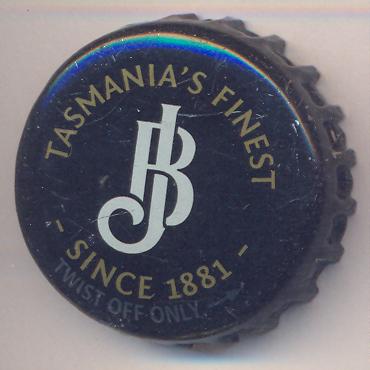 TASMANIA'S FINEST
JB
- SINCE 1881 -
TWIST OFF ONLY